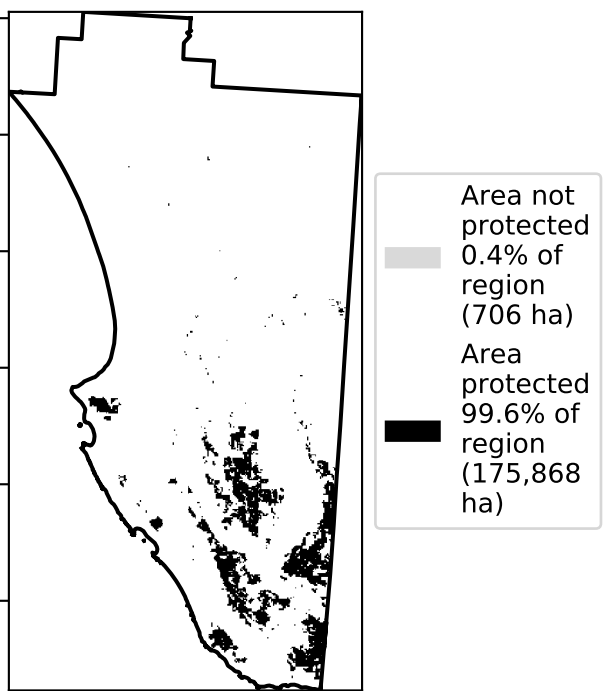 Area not
protected
0.4% of
region
(706 ha)
Area
protected
99.6% of
region
(175,868
ha)